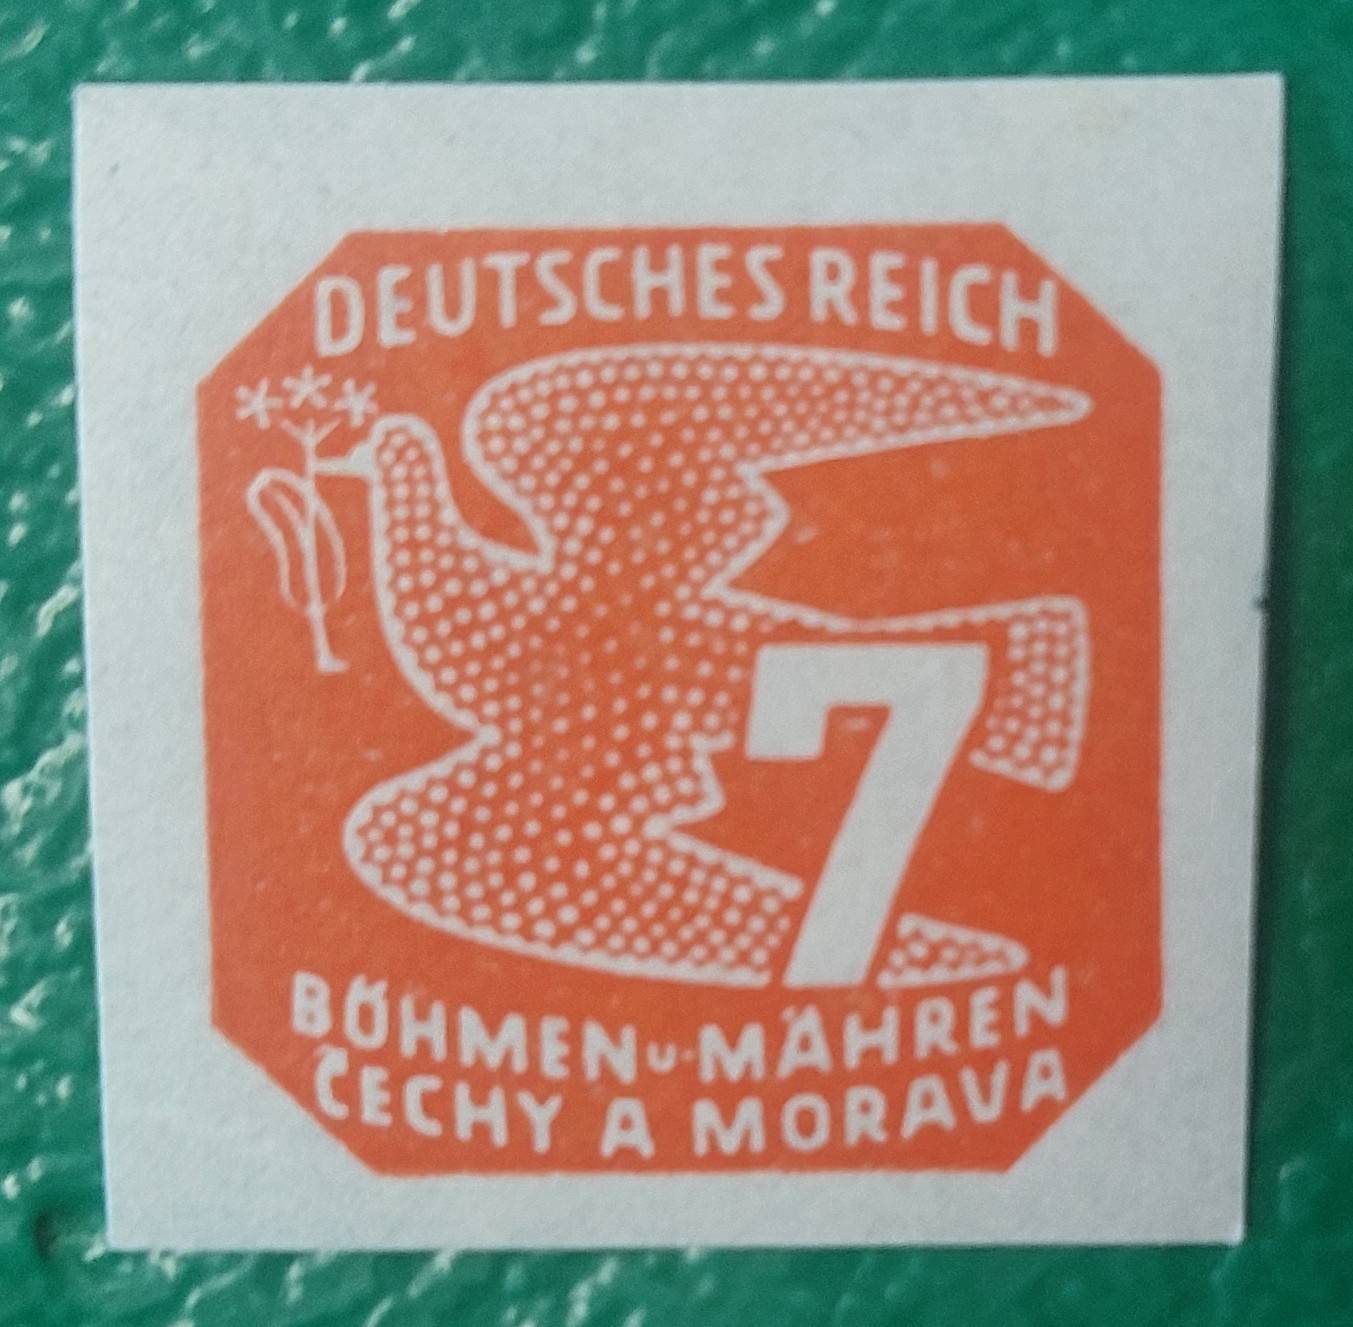 DEUTSCHES REICH
7
BÖHMEN u. MÄHREN
ČECHY A MORAVA